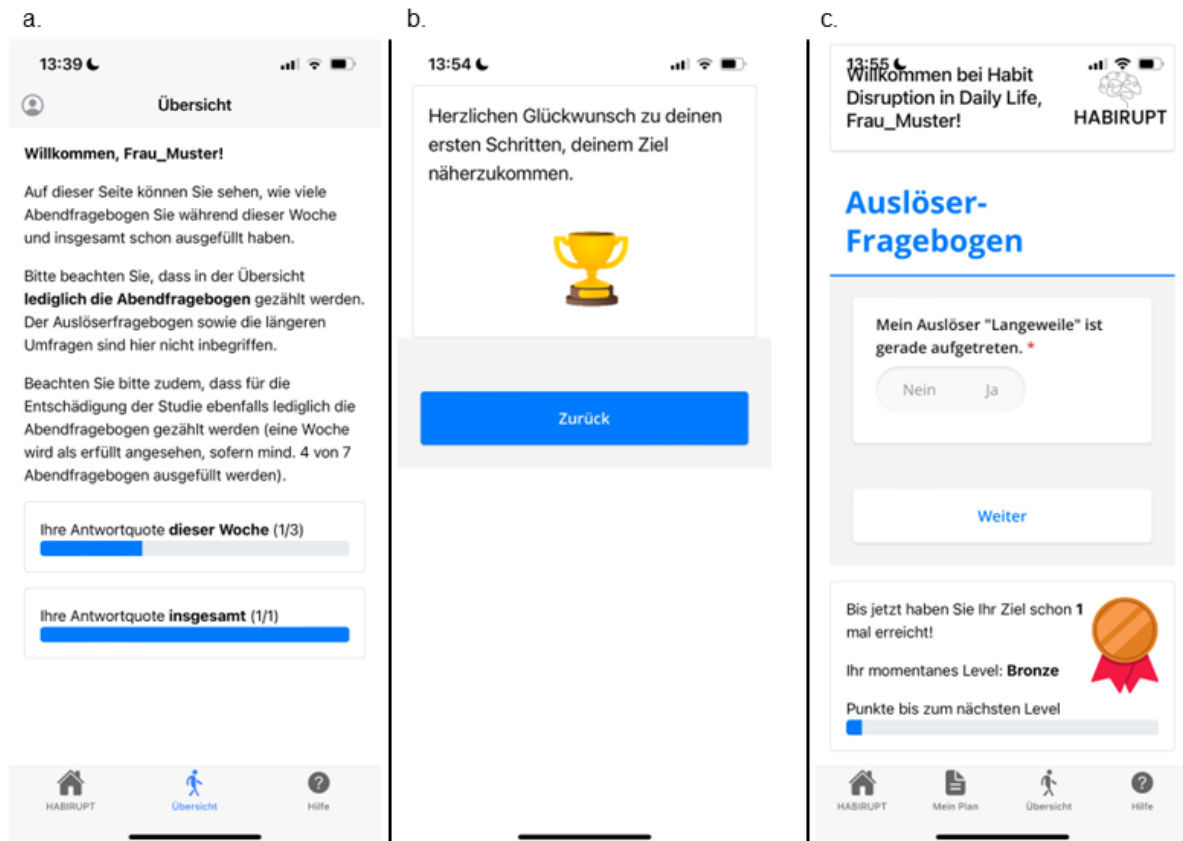 a.
13:39
Übersicht
Willkommen, Frau_Muster!
Auf dieser Seite können Sie sehen, wie viele
Abendfragebogen Sie während dieser Woche
und insgesamt schon ausgefüllt haben.
Bitte beachten Sie, dass in der Übersicht
lediglich die Abendfragebogen gezählt werden.
Der Auslöserfragebogen sowie die längeren
Umfragen sind hier nicht inbegriffen.
Beachten Sie bitte zudem, dass für die
Entschädigung der Studie ebenfalls lediglich die
Abendfragebogen gezählt werden (eine Woche
wird als erfüllt angesehen, sofern mind. 4 von 7
Abendfragebogen ausgefüllt werden).
Ihre Antwortquote dieser Woche (1/3)
Ihre Antwortquote insgesamt (1/1)
HABIRUPT
Übersicht
Hilfe
b.
13:54
Herzlichen Glückwunsch zu deinen
ersten Schritten, deinem Ziel
näherzukommen.
Zurück
c.
13:55
Willkommen bei Habit
Disruption in Daily Life,
Frau_Muster!
HABIRUPT
Auslöser-
Fragebogen
Mein Auslöser "Langeweile" ist
gerade aufgetreten. *
Nein Ja
Weiter
Bis jetzt haben Sie Ihr Ziel schon 1
mal erreicht!
Ihr momentanes Level: Bronze
Punkte bis zum nächsten Level
HABIRUPT
Mein Plan
Übersicht
Hilfe